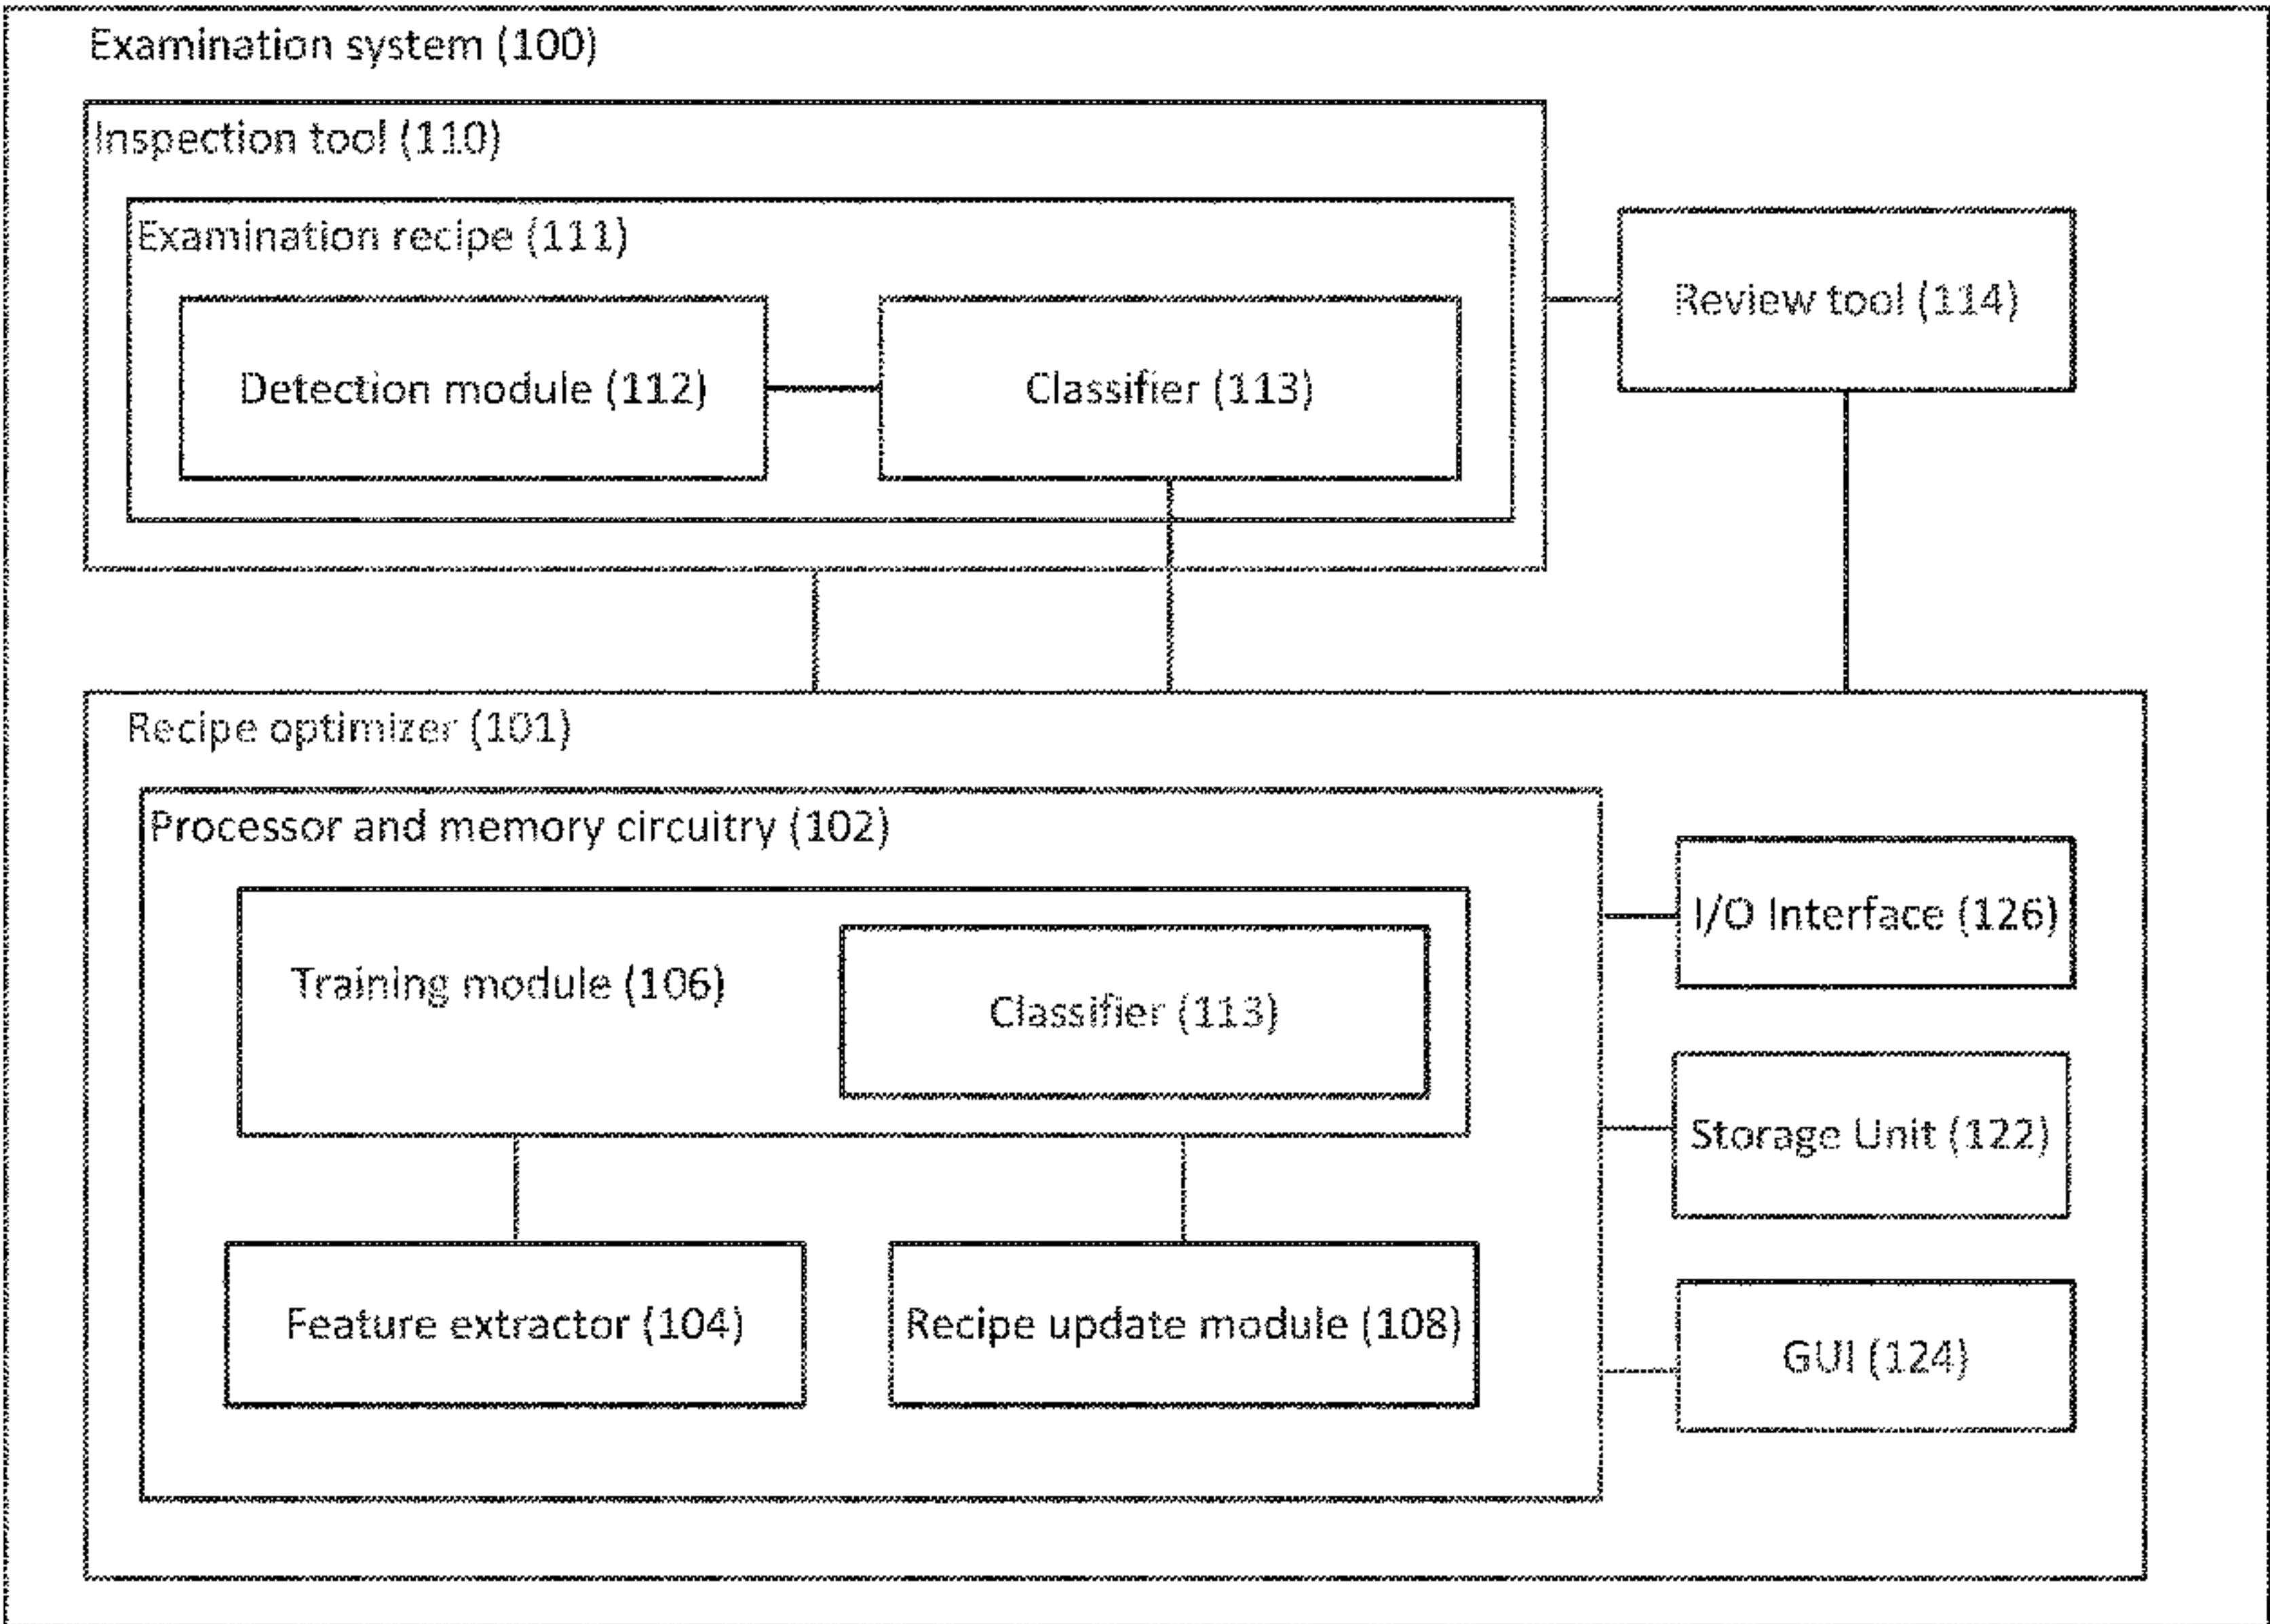 Examination system (100)
Inspection tool (110)
Examination recipe (111)
Detection module (112)
Classifier (113)
Review tool (114)
Recipe optimizer (101)
Processor and memory circuitry (102)
Training module (106)
Classifier (113)
Feature extractor (104)
Recipe update module (108)
I/O Interface (126)
Storage Unit (122)
GUI (124)